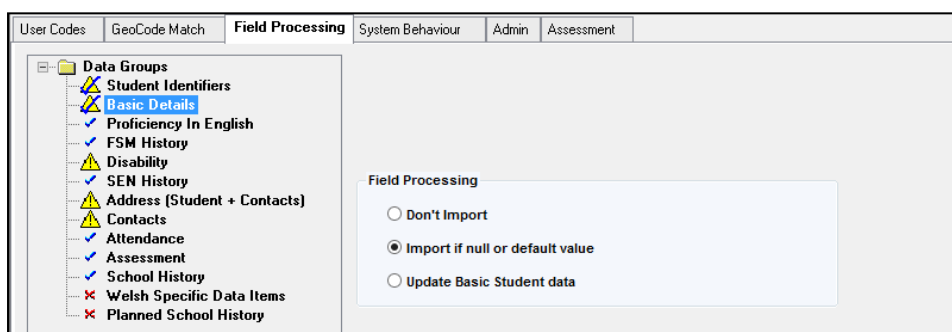 User Codes GeoCode Match Field Processing System Behaviour Admin Assessment
Data Groups
Student Identifiers
Basic Details
Proficiency In English
FSM History
Disability
SEN History
Address (Student + Contacts)
Contacts
Attendance
Assessment
School History
Welsh Specific Data Items
Planned School History
Field Processing
Don't Import
Import if null or default value
Update Basic Student data